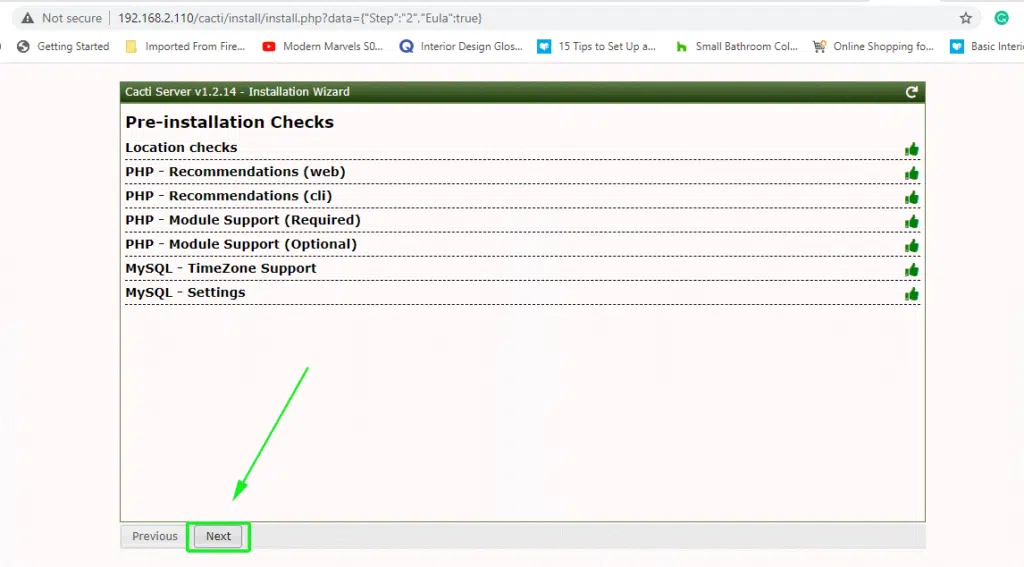 Not secure | 192.168.2.110/cacti/install/install.php?data={"Step":"2","Eula":true}
Getting Started Imported From Fire... Modern Marvels S0... Interior Design Glos... 15 Tips to Set Up a... Small Bathroom Col... Online Shopping fo... Basic Interi
Cacti Server v1.2.14 - Installation Wizard
Pre-installation Checks
Location checks
PHP - Recommendations (web)
PHP - Recommendations (cli)
PHP - Module Support (Required)
PHP - Module Support (Optional)
MySQL - TimeZone Support
MySQL - Settings
Previous Next